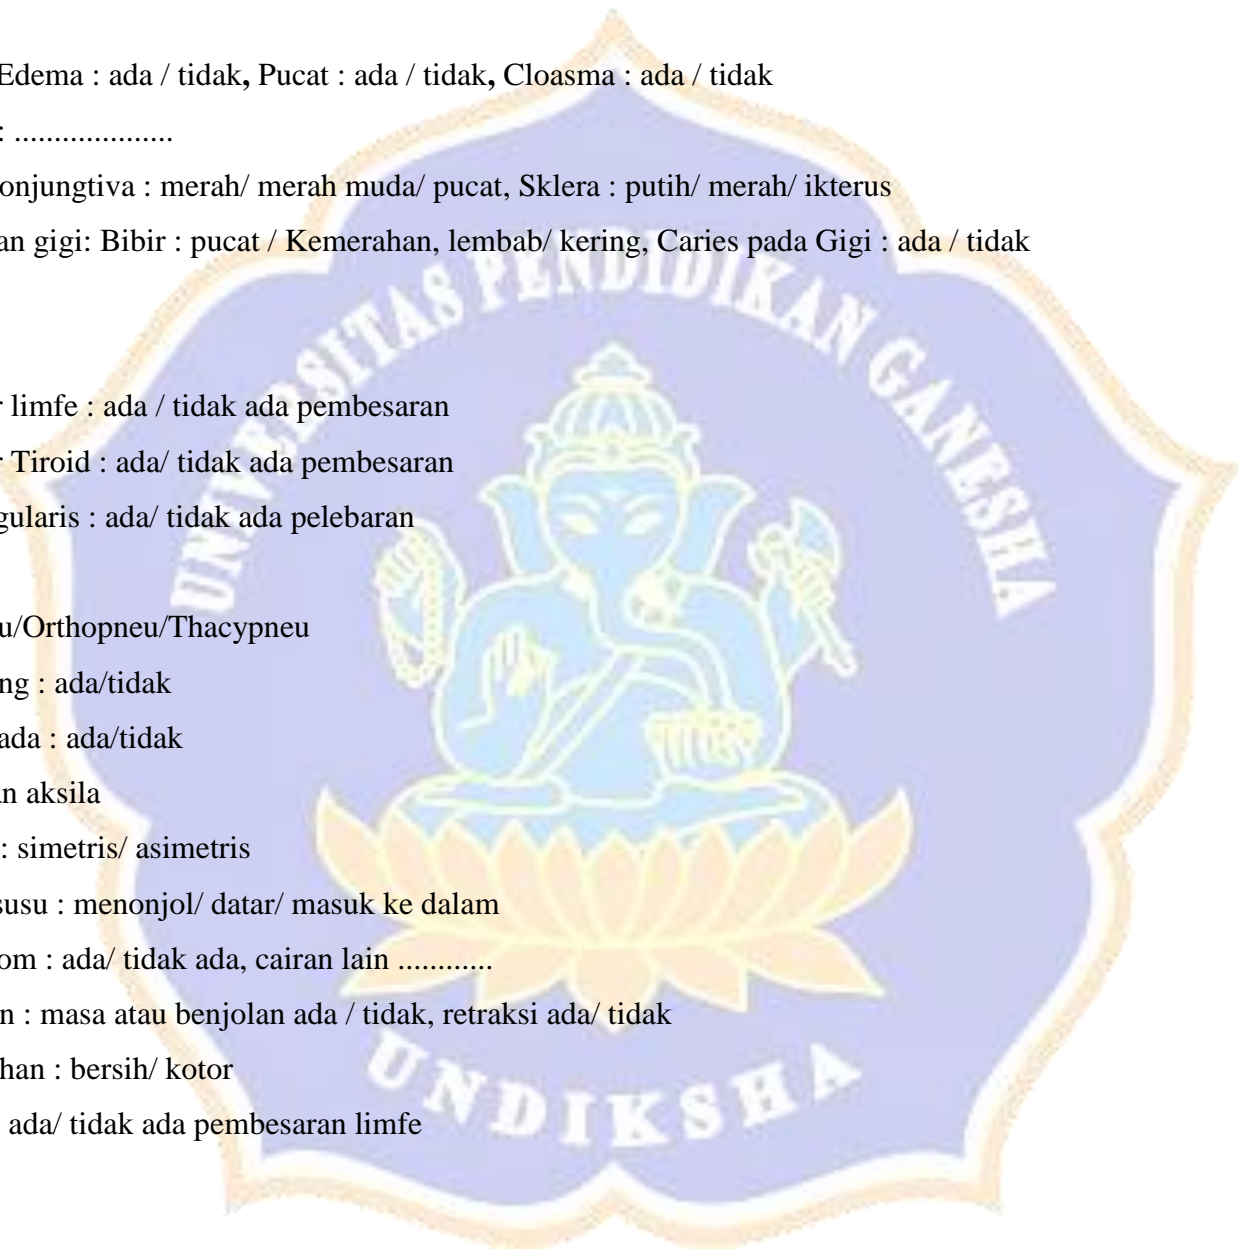 Edema : ada / tidak, Pucat : ada / tidak, Cloasma : ada / tidak
: ....................
onjungtiva : merah/ merah muda/ pucat, Sklera : putih/ merah/ ikterus
an gigi: Bibir : pucat / Kemerahan, lembab/ kering, Caries pada Gigi : ada / tidak
UNIVERSITAS PENDIDIKAN GANESHA
r limfe : ada / tidak ada pembesaran
r Tiroid : ada/ tidak ada pembesaran
gularis : ada/ tidak ada pelebaran
u/Orthopneu/Thacypneu
ng : ada/tidak
ada : ada/tidak
an aksila
: simetris/ asimetris
susu : menonjol/ datar/ masuk ke dalam
om : ada/ tidak ada, cairan lain ............
n : masa atau benjolan ada / tidak, retraksi ada/ tidak
han : bersih/ kotor
: ada/ tidak ada pembesaran limfe
UNDIKSHA